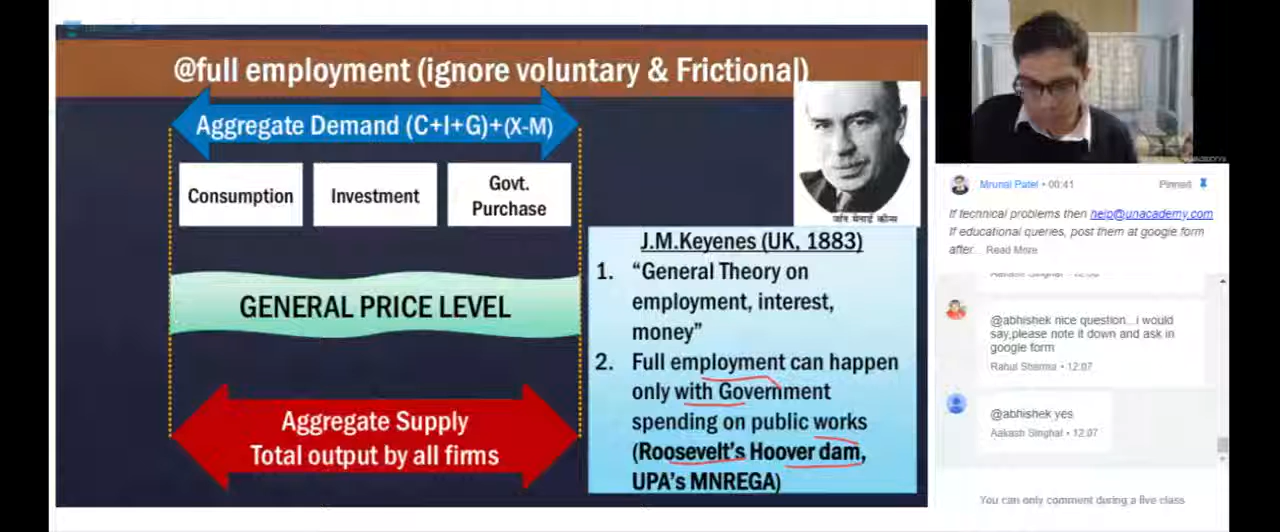 @full employment (ignore voluntary & Frictional)
Aggregate Demand (C+I+G)+(X-M)
Consumption
Investment
Govt.
Purchase
GENERAL PRICE LEVEL
Aggregate Supply
Total output by all firms
जॉन मेनार्ड कीन्स
J.M.Keyenes (UK, 1883)
1. “General Theory on
employment, interest,
money”
2. Full employment can happen
only with Government
spending on public works
(Roosevelt’s Hoover dam,
UPA’s MNREGA)
Mrunal Patel • 00:41
Pinned
If technical problems then help@unacademy.com
If educational queries, post them at google form
after... Read More
@abhishek nice question...i would
say,please note it down and ask in
google form
Rahul Sharma • 12:07
@abhishek yes
Aakash Singhal • 12:07
You can only comment during a live class